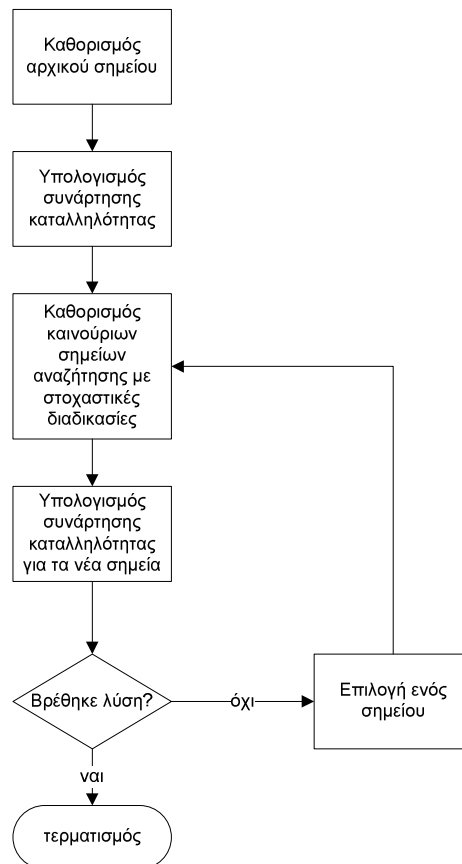 Καθορισμός
αρχικού σημείου
Υπολογισμός
συνάρτησης
καταλληλότητας
Καθορισμός
καινούριων
σημείων
αναζήτησης με
στοχαστικές
διαδικασίες
Υπολογισμός
συνάρτησης
καταλληλότητας
για τα νέα σημεία
Βρέθηκε λύση?
όχι
Επιλογή ενός
σημείου
ναι
τερματισμός